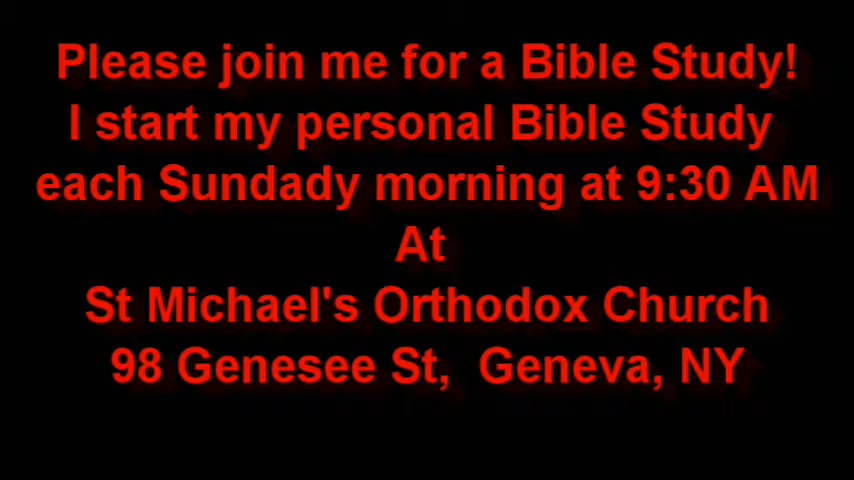 Please join me for a Bible Study!
I start my personal Bible Study
each Sundady morning at 9:30 AM
At
St Michael's Orthodox Church
98 Genesee St, Geneva, NY